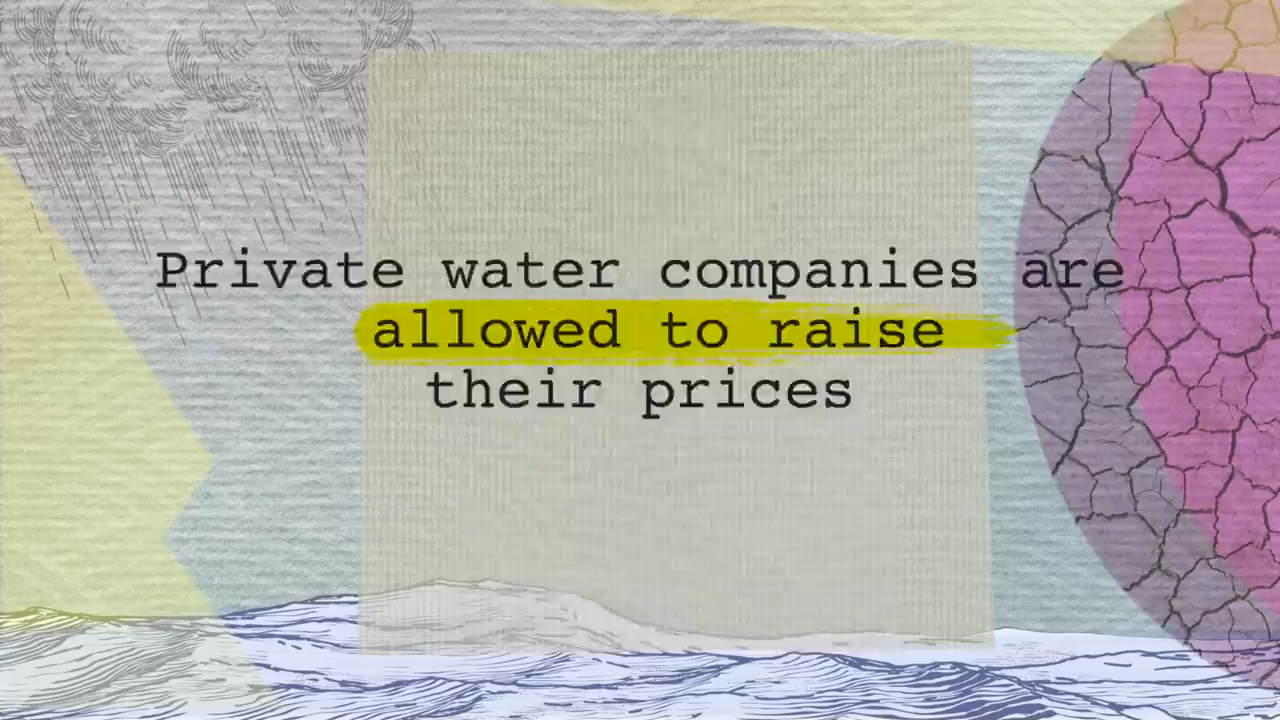 Private water companies are
allowed to raise
their prices